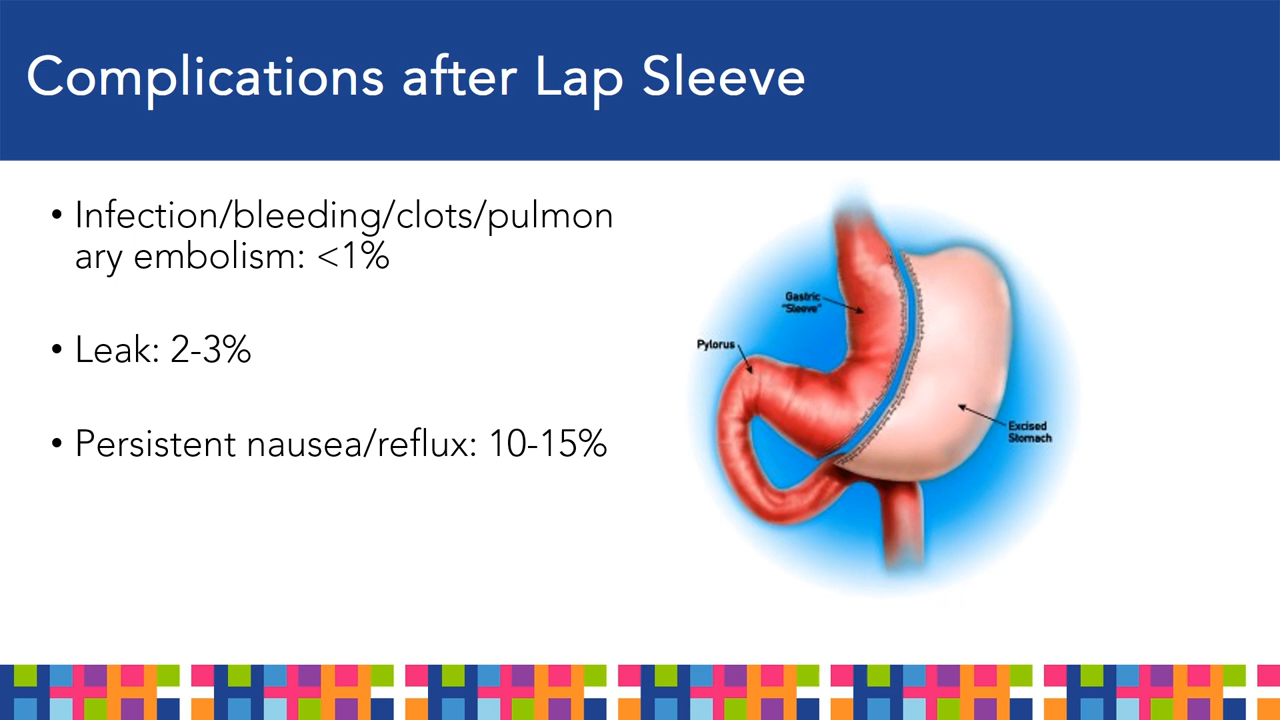 Complications after Lap Sleeve
• Infection/bleeding/clots/pulmon
ary embolism: <1%
• Leak: 2-3%
• Persistent nausea/reflux: 10-15%
Gastric
"Sleeve"
Pylorus
Excised
Stomach